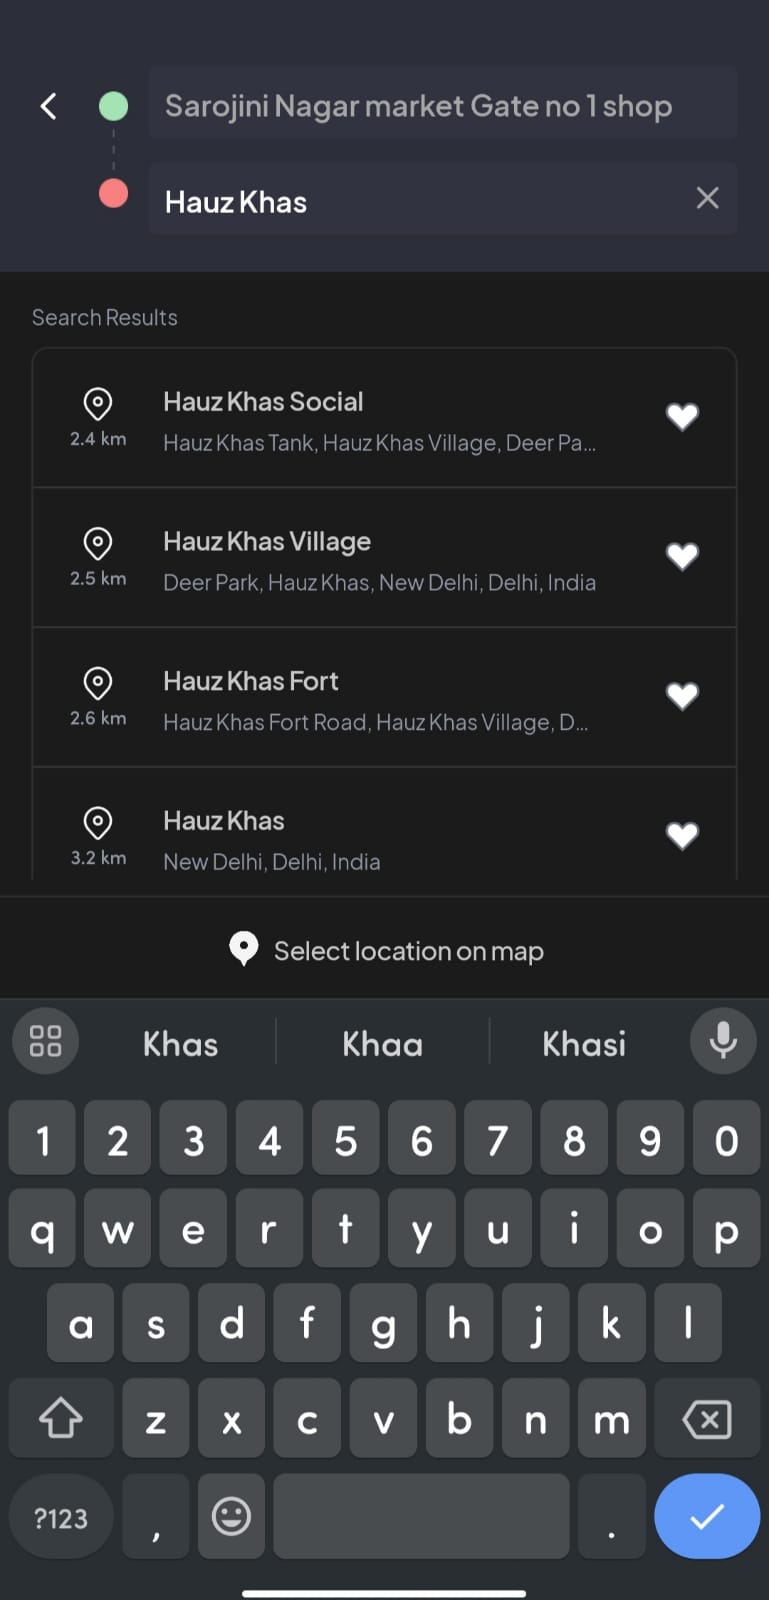 Sarojini Nagar market Gate no 1 shop
Hauz Khas
Search Results
Hauz Khas Social
2.4 km
Hauz Khas Tank, Hauz Khas Village, Deer Pa...
Hauz Khas Village
2.5 km
Deer Park, Hauz Khas, New Delhi, Delhi, India
Hauz Khas Fort
2.6 km
Hauz Khas Fort Road, Hauz Khas Village, D...
Hauz Khas
3.2 km
New Delhi, Delhi, India
Select location on map
Khas Khaa Khasi
1 2 3 4 5 6 7 8 9 0
q w e r t y u i o p
a s d f g h j k l
z x c v b n m
?123 , .